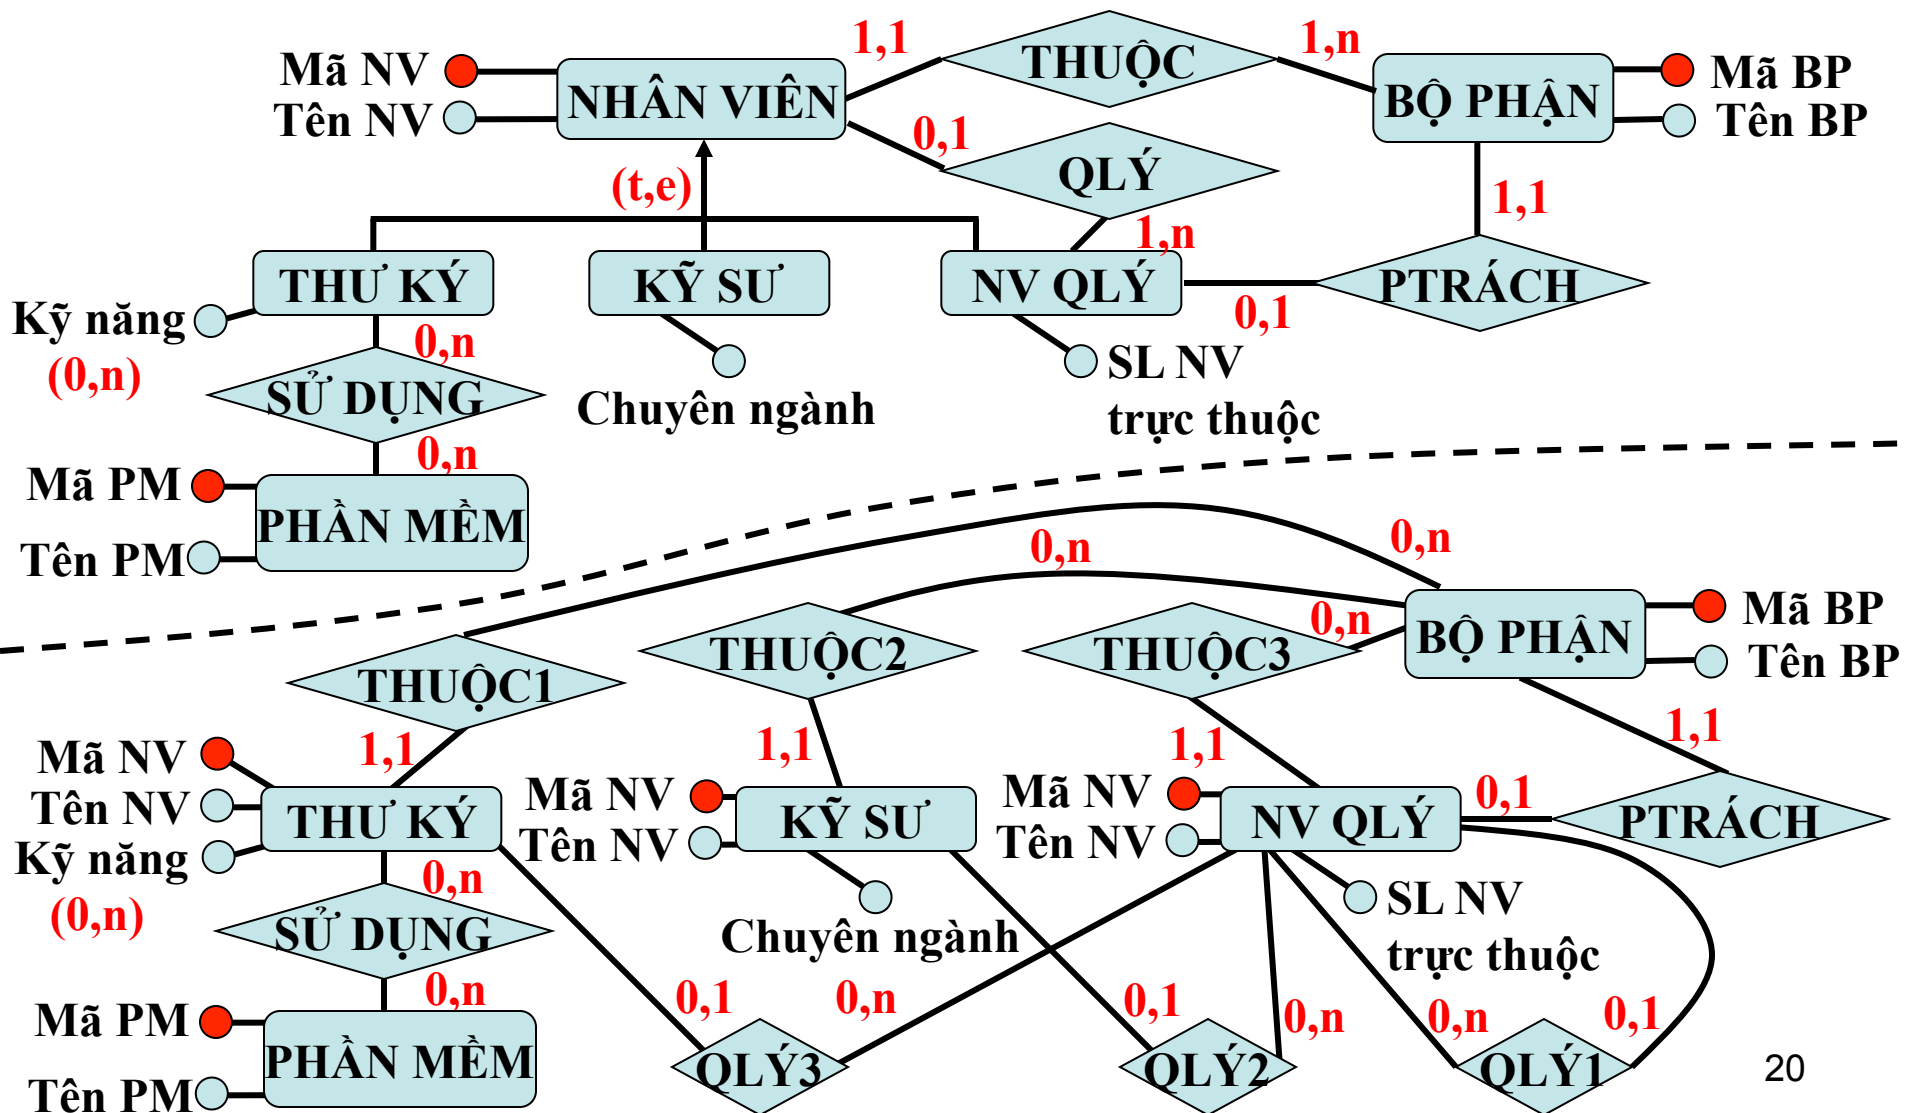 1,1
THUỘC
1,n
Mã NV
NHÂN VIÊN
BỘ PHẬN
Mã BP
Tên NV
Tên BP
0,1
QLÝ
(t,e)
1,n
1,1
THƯ KÝ
KỸ SƯ
NV QLÝ
PTRÁCH
0,1
Kỹ năng
(0,n)
0,n
SỬ DỤNG
0,n
Chuyên ngành
SL NV
trực thuộc
Mã PM
PHẦN MỀM
Tên PM
0,n
0,n
0,n
BỘ PHẬN
Mã BP
Tên BP
THUỘC1
THUỘC2
THUỘC3
1,1
1,1
1,1
1,1
Mã NV
Tên NV
Kỹ năng
(0,n)
THƯ KÝ
Mã NV
Tên NV
KỸ SƯ
Mã NV
Tên NV
NV QLÝ
0,1
PTRÁCH
0,n
SỬ DỤNG
0,n
Chuyên ngành
SL NV
trực thuộc
0,1
0,n
0,1
0,n
0,n
0,1
Mã PM
PHẦN MỀM
Tên PM
QLÝ3
QLÝ2
QLÝ1
20